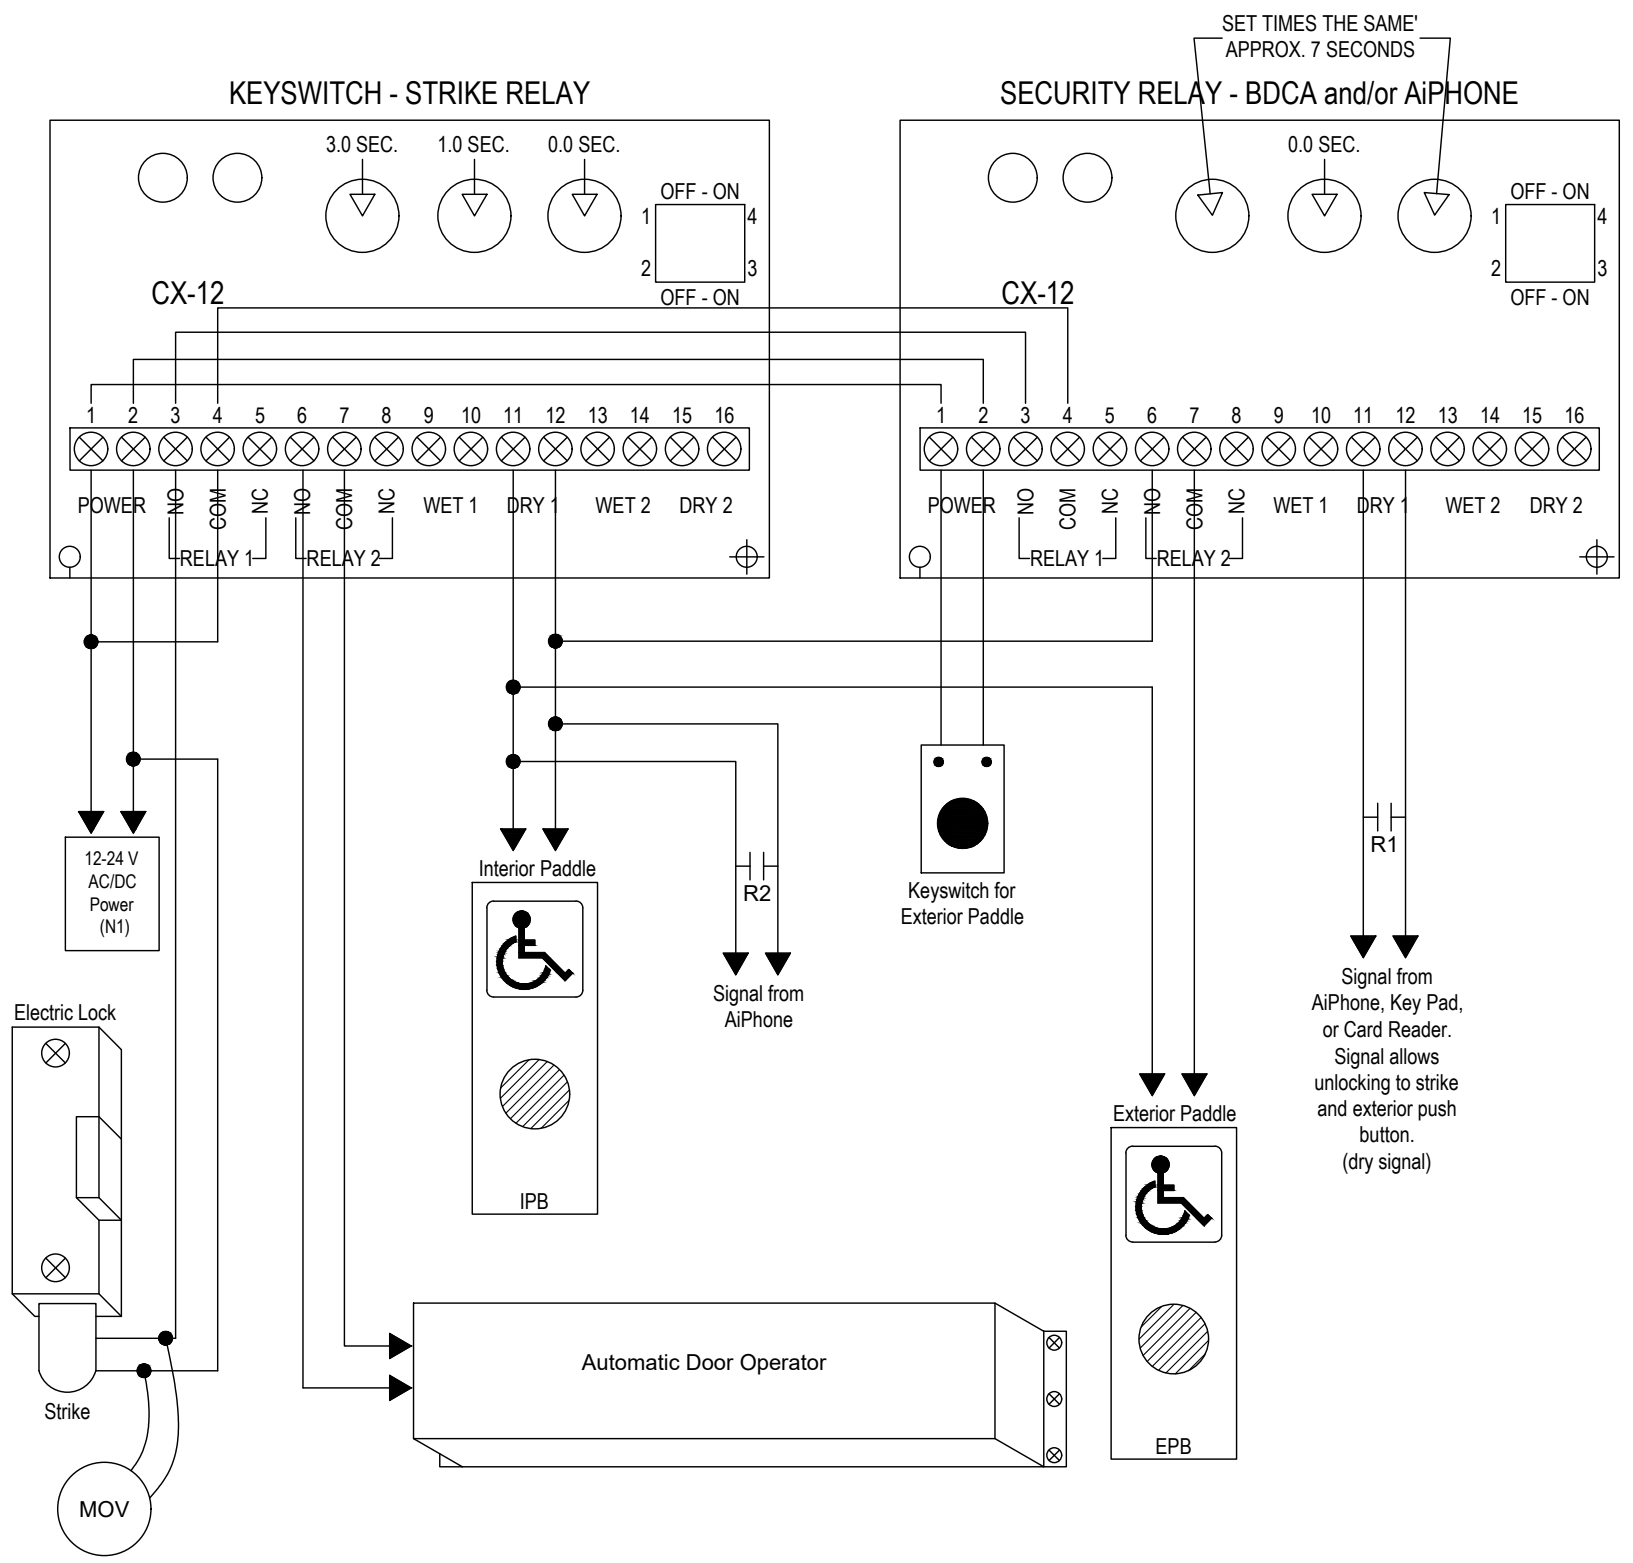 SET TIMES THE SAME'
APPROX. 7 SECONDS
KEYSWITCH - STRIKE RELAY
SECURITY RELAY - BDCA and/or AiPHONE
3.0 SEC.
1.0 SEC.
0.0 SEC.
OFF - ON
1
4
2
3
OFF - ON
CX-12
0.0 SEC.
OFF - ON
1
4
2
3
OFF - ON
CX-12
1 2 3 4 5 6 7 8 9 10 11 12 13 14 15 16
POWER
NO
COM
NC
NO
COM
NC
WET 1
DRY 1
WET 2
DRY 2
RELAY 1
RELAY 2
1 2 3 4 5 6 7 8 9 10 11 12 13 14 15 16
POWER
NO
COM
NC
NO
COM
NC
WET 1
DRY 1
WET 2
DRY 2
RELAY 1
RELAY 2
12-24 V
AC/DC
Power
(N1)
Interior Paddle
IPB
R2
Signal from
AiPhone
Keyswitch for
Exterior Paddle
R1
Signal from
AiPhone, Key Pad,
or Card Reader.
Signal allows
unlocking to strike
and exterior push
button.
(dry signal)
Electric Lock
Strike
MOV
Automatic Door Operator
Exterior Paddle
EPB